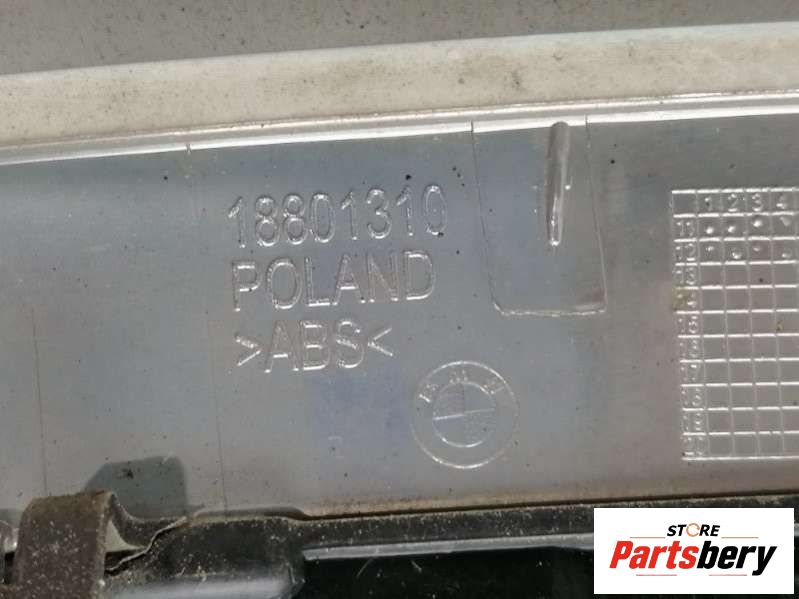 18801310
POLAND
>ABS<
BMW
1 2 3 4
11
12
13
14
15
16
17
18
19
STORE
Partsbery